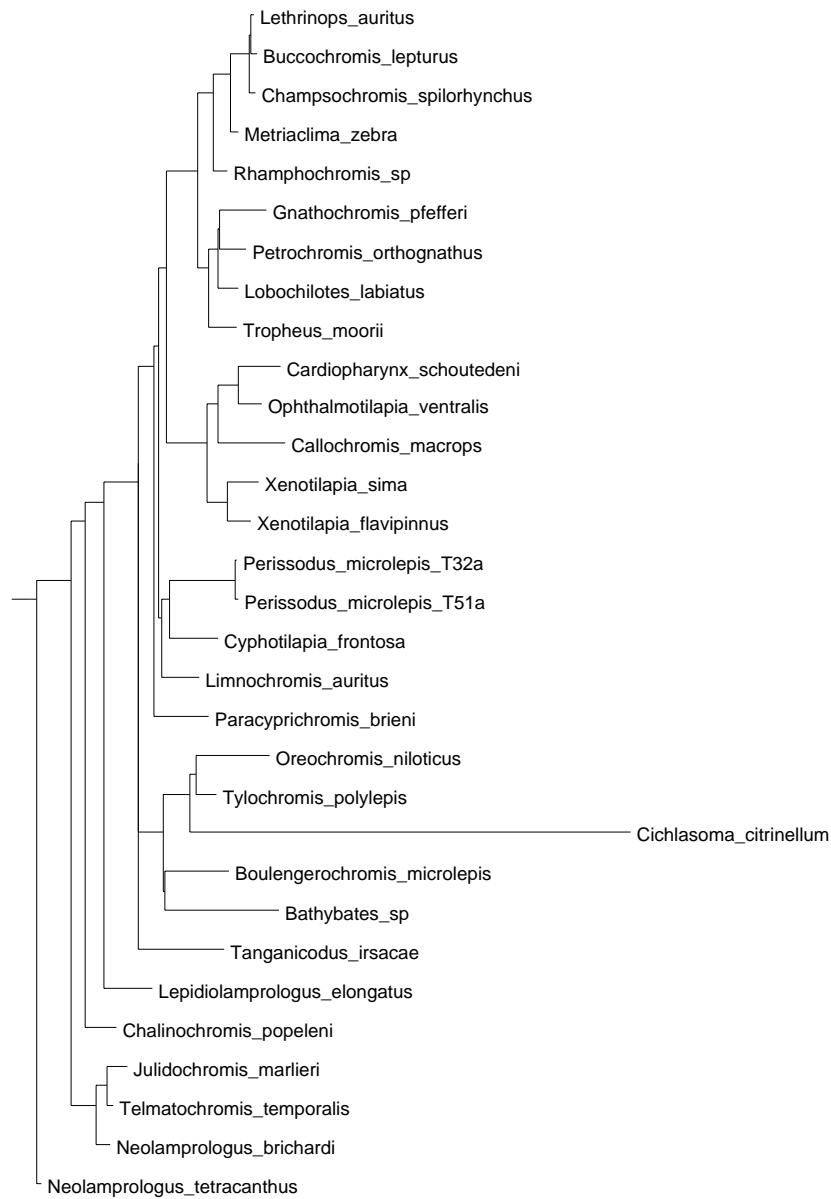 Lethrinops_auritus
Buccochromis_lepturus
Champsochromis_spilorhynchus
Metriaclima_zebra
Rhamphochromis_sp
Gnathochromis_pfefferi
Petrochromis_orthognathus
Lobochilotes_labiatus
Tropheus_moorii
Cardiopharynx_schoutedeni
Ophthalmotilapia_ventralis
Callochromis_macrops
Xenotilapia_sima
Xenotilapia_flavipinnus
Perissodus_microlepis_T32a
Perissodus_microlepis_T51a
Cyphotilapia_frontosa
Limnochromis_auritus
Paracyprichromis_brieni
Oreochromis_niloticus
Tylochromis_polylepis
Cichlasoma_citrinellum
Boulengerochromis_microlepis
Bathybates_sp
Tanganicodus_irsacae
Lepidiolamprologus_elongatus
Chalinochromis_popeleni
Julidochromis_marlieri
Telmatochromis_temporalis
Neolamprologus_brichardi
Neolamprologus_tetracanthus